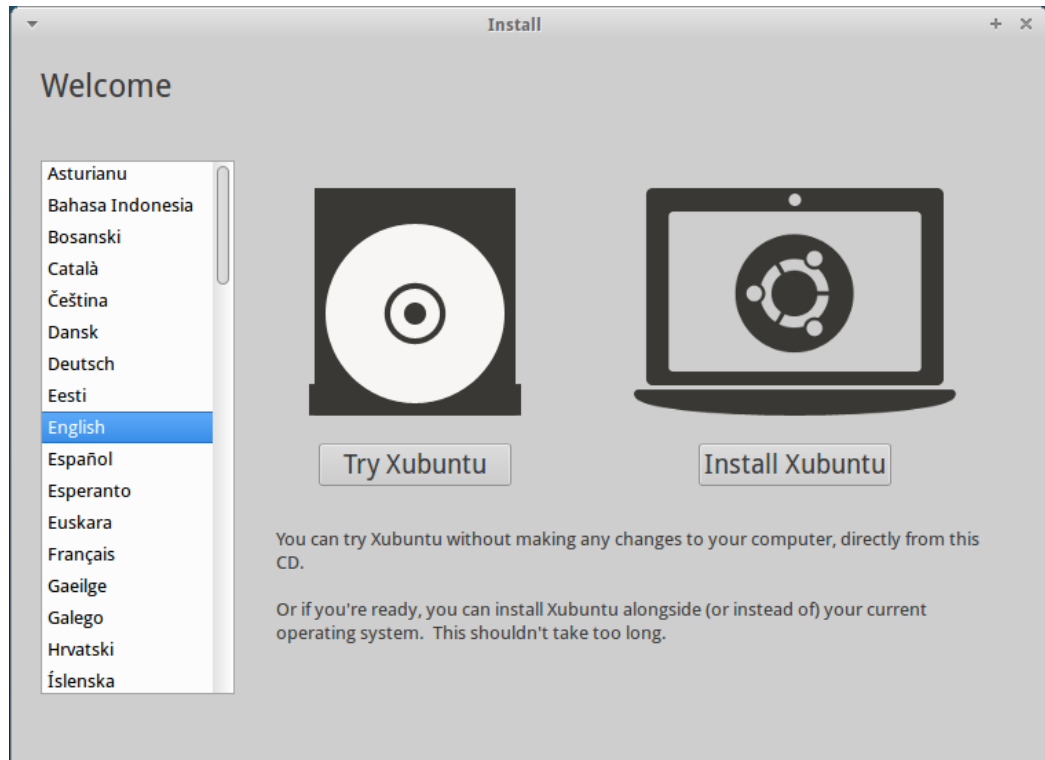 Install
Welcome
Asturianu
Bahasa Indonesia
Bosanski
Català
Čeština
Dansk
Deutsch
Eesti
English
Español
Esperanto
Euskara
Français
Gaeilge
Galego
Hrvatski
Íslenska
Try Xubuntu
Install Xubuntu
You can try Xubuntu without making any changes to your computer, directly from this
CD.
Or if you're ready, you can install Xubuntu alongside (or instead of) your current
operating system.  This shouldn't take too long.